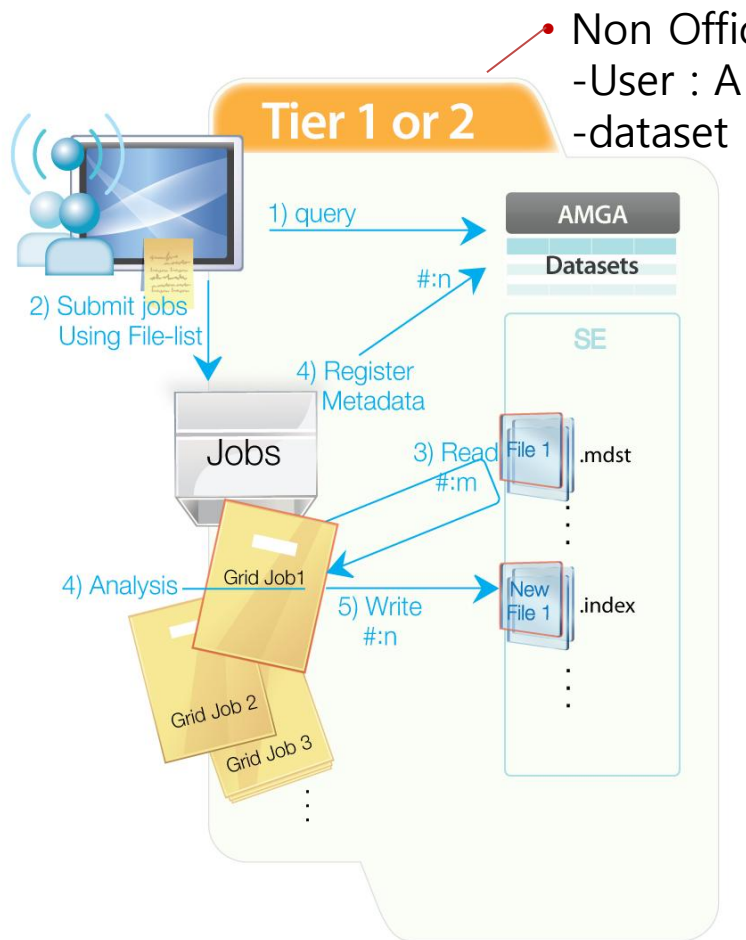 • Non Offic
-User : A
-dataset
Tier 1 or 2
1) query
AMGA
Datasets
#:n
2) Submit jobs
Using File-list
SE
4) Register
Metadata
Jobs
3) Read
#:m
File 1
.mdst
4) Analysis
Grid Job1
5) Write
#:n
New
File 1
.index
Grid Job 2
Grid Job 3